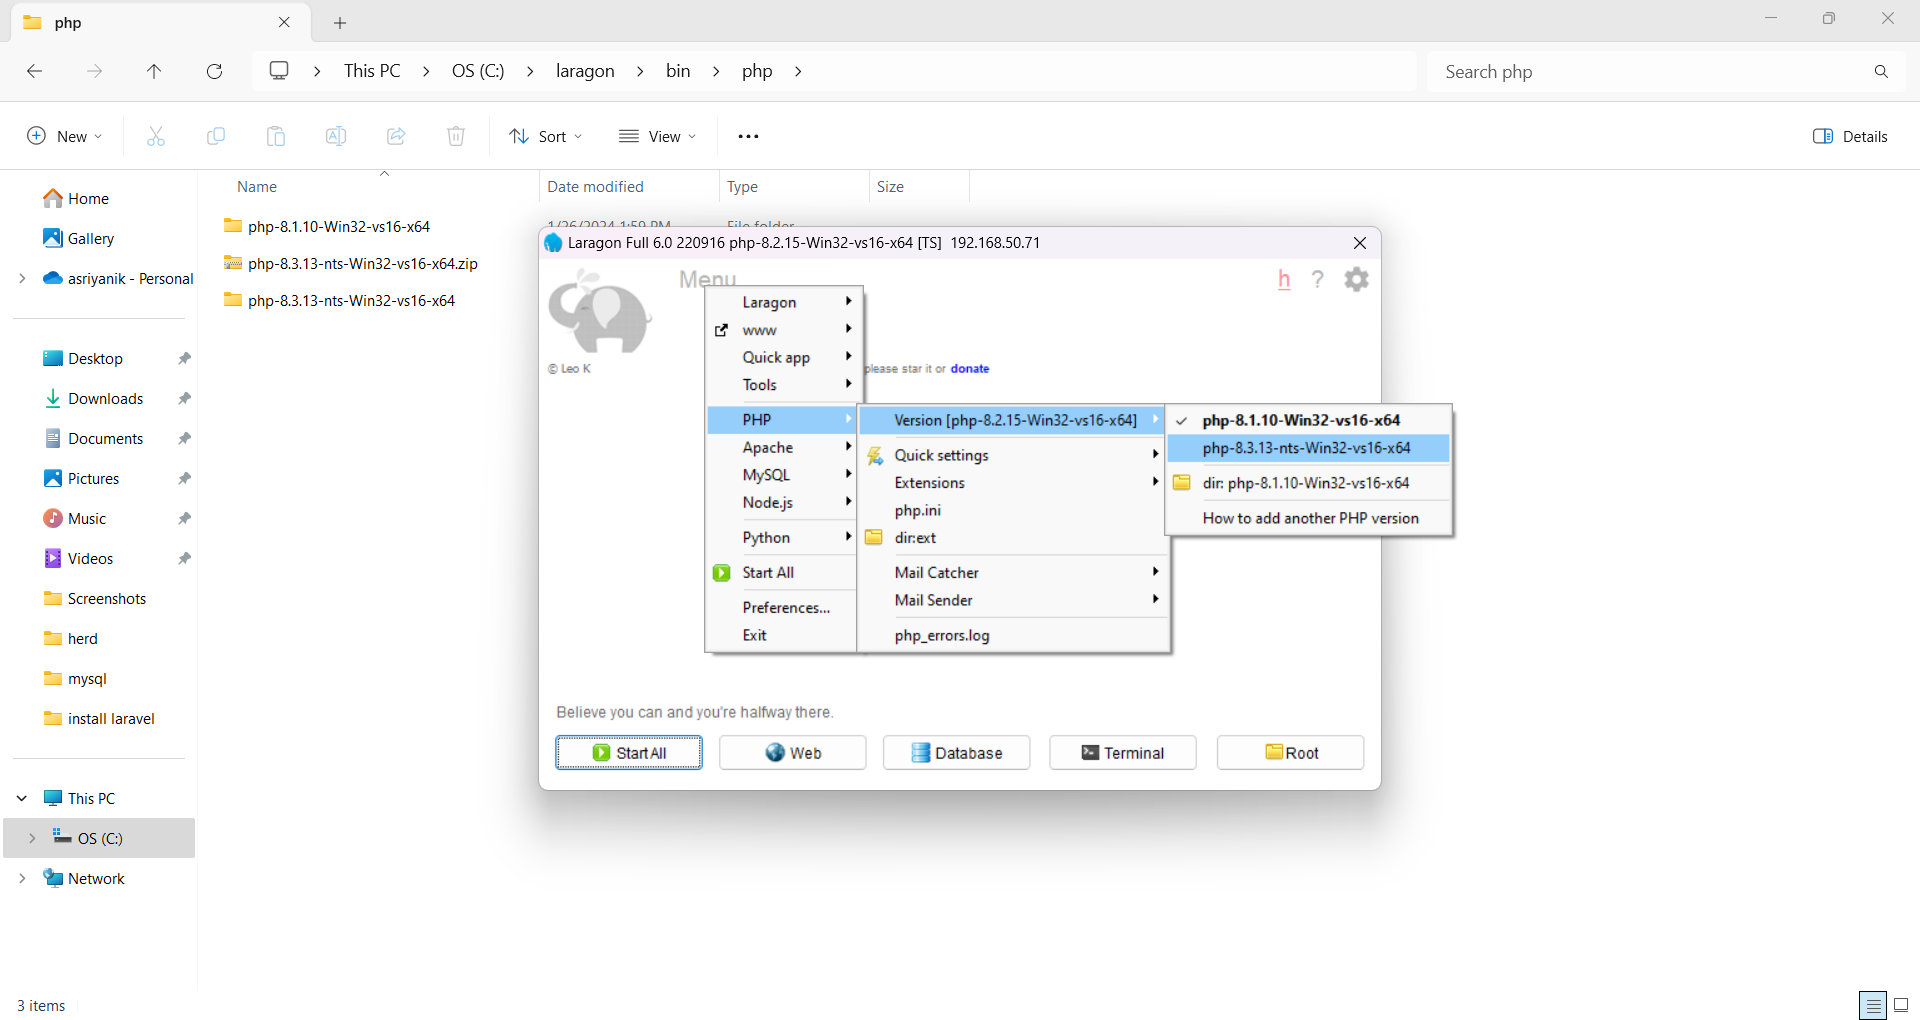 php
This PC
OS (C:)
laragon
bin
php
Search php
New
Sort
View
Details
Name
Date modified
Type
Size
Home
Gallery
asriyanik - Personal
Desktop
Downloads
Documents
Pictures
Music
Videos
Screenshots
herd
mysql
install laravel
This PC
OS (C:)
Network
php-8.1.10-Win32-vs16-x64
1/26/2024 1:59 PM
File folder
php-8.3.13-nts-Win32-vs16-x64.zip
php-8.3.13-nts-Win32-vs16-x64
Laragon Full 6.0 220916 php-8.2.15-Win32-vs16-x64 [TS] 192.168.50.71
Menu
h
?
© Leo K
please star it or donate
Laragon
www
Quick app
Tools
PHP
Apache
MySQL
Node.js
Python
Start All
Preferences...
Exit
Version [php-8.2.15-Win32-vs16-x64]
Quick settings
Extensions
php.ini
dir:ext
Mail Catcher
Mail Sender
php_errors.log
php-8.1.10-Win32-vs16-x64
php-8.3.13-nts-Win32-vs16-x64
dir: php-8.1.10-Win32-vs16-x64
How to add another PHP version
Believe you can and you're halfway there.
Start All
Web
Database
Terminal
Root
3 items